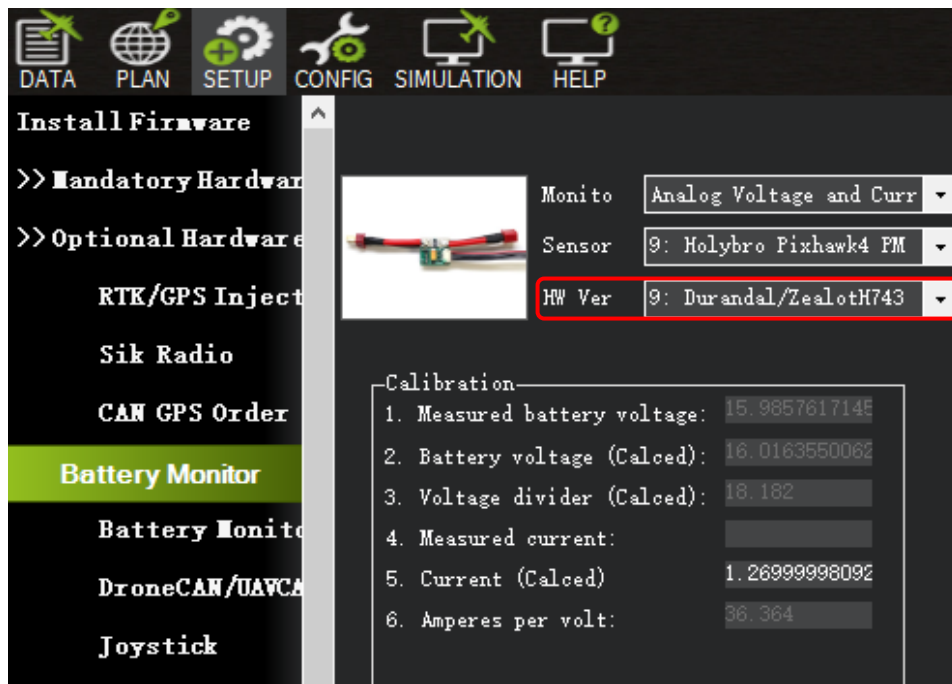 DATA PLAN SETUP CONFIG SIMULATION HELP
Install Firmware
>> Mandatory Hardwar
>> Optional Hardware
RTK/GPS Inject
Sik Radio
CAN GPS Order
Battery Monitor
Battery Monito
DroneCAN/UAVCA
Joystick
Monito Analog Voltage and Curr
Sensor 9: Holybro Pixhawk4 PM
HW Ver 9: Durandal/ZealotH743
Calibration
1. Measured battery voltage: 15.9857617145
2. Battery voltage (Calced): 16.0163550062
3. Voltage divider (Calced): 18.182
4. Measured current:
5. Current (Calced) 1.26999998092
6. Amperes per volt: 36.364